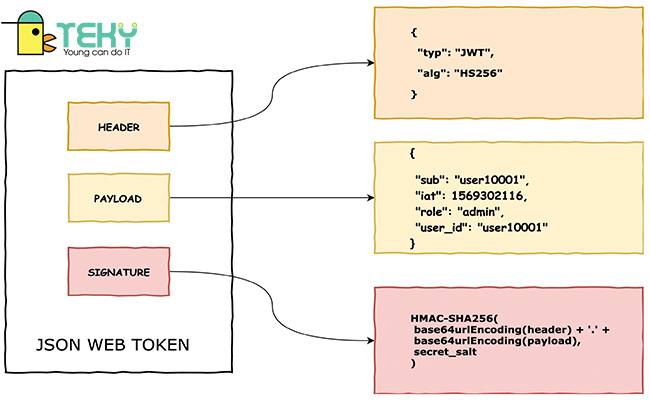 TEKY
Young can do IT
HEADER
PAYLOAD
SIGNATURE
JSON WEB TOKEN
{
"typ": "JWT",
"alg": "HS256"
}
{
"sub": "user10001",
"iat": 1569302116,
"role": "admin",
"user_id": "user10001"
}
HMAC-SHA256(
base64urlEncoding(header) + '.' +
base64urlEncoding(payload),
secret_salt
)